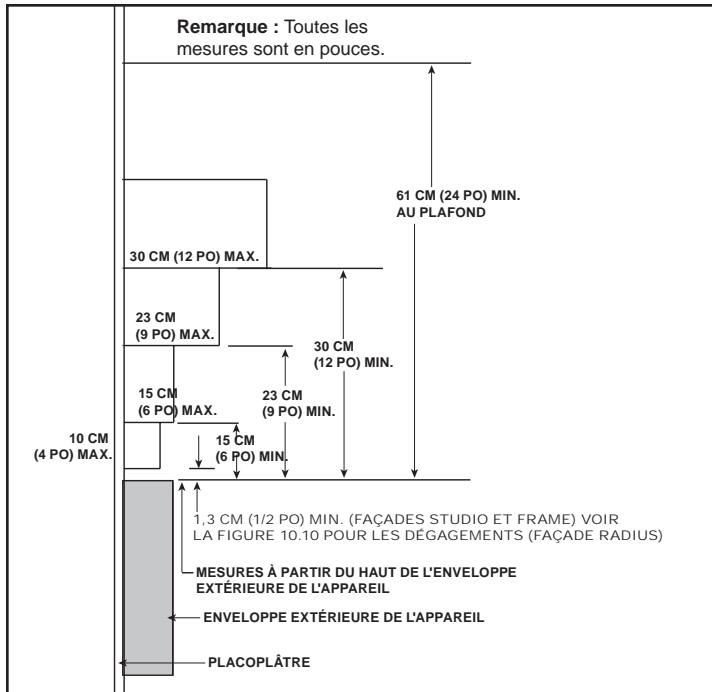 Remarque : Toutes les
mesures sont en pouces.
61 CM (24 PO) MIN.
AU PLAFOND
30 CM (12 PO) MAX.
23 CM
(9 PO) MAX.
30 CM
(12 PO) MIN.
15 CM
(6 PO) MAX.
23 CM
(9 PO) MIN.
10 CM
(4 PO) MAX.
15 CM
(6 PO) MIN.
1,3 CM (1/2 PO) MIN. (FAÇADES STUDIO ET FRAME) VOIR
LA FIGURE 10.10 POUR LES DÉGAGEMENTS (FAÇADE RADIUS)
MESURES À PARTIR DU HAUT DE L'ENVELOPPE
EXTÉRIEURE DE L'APPAREIL
ENVELOPPE EXTÉRIEURE DE L'APPAREIL
PLACOPLÂTRE